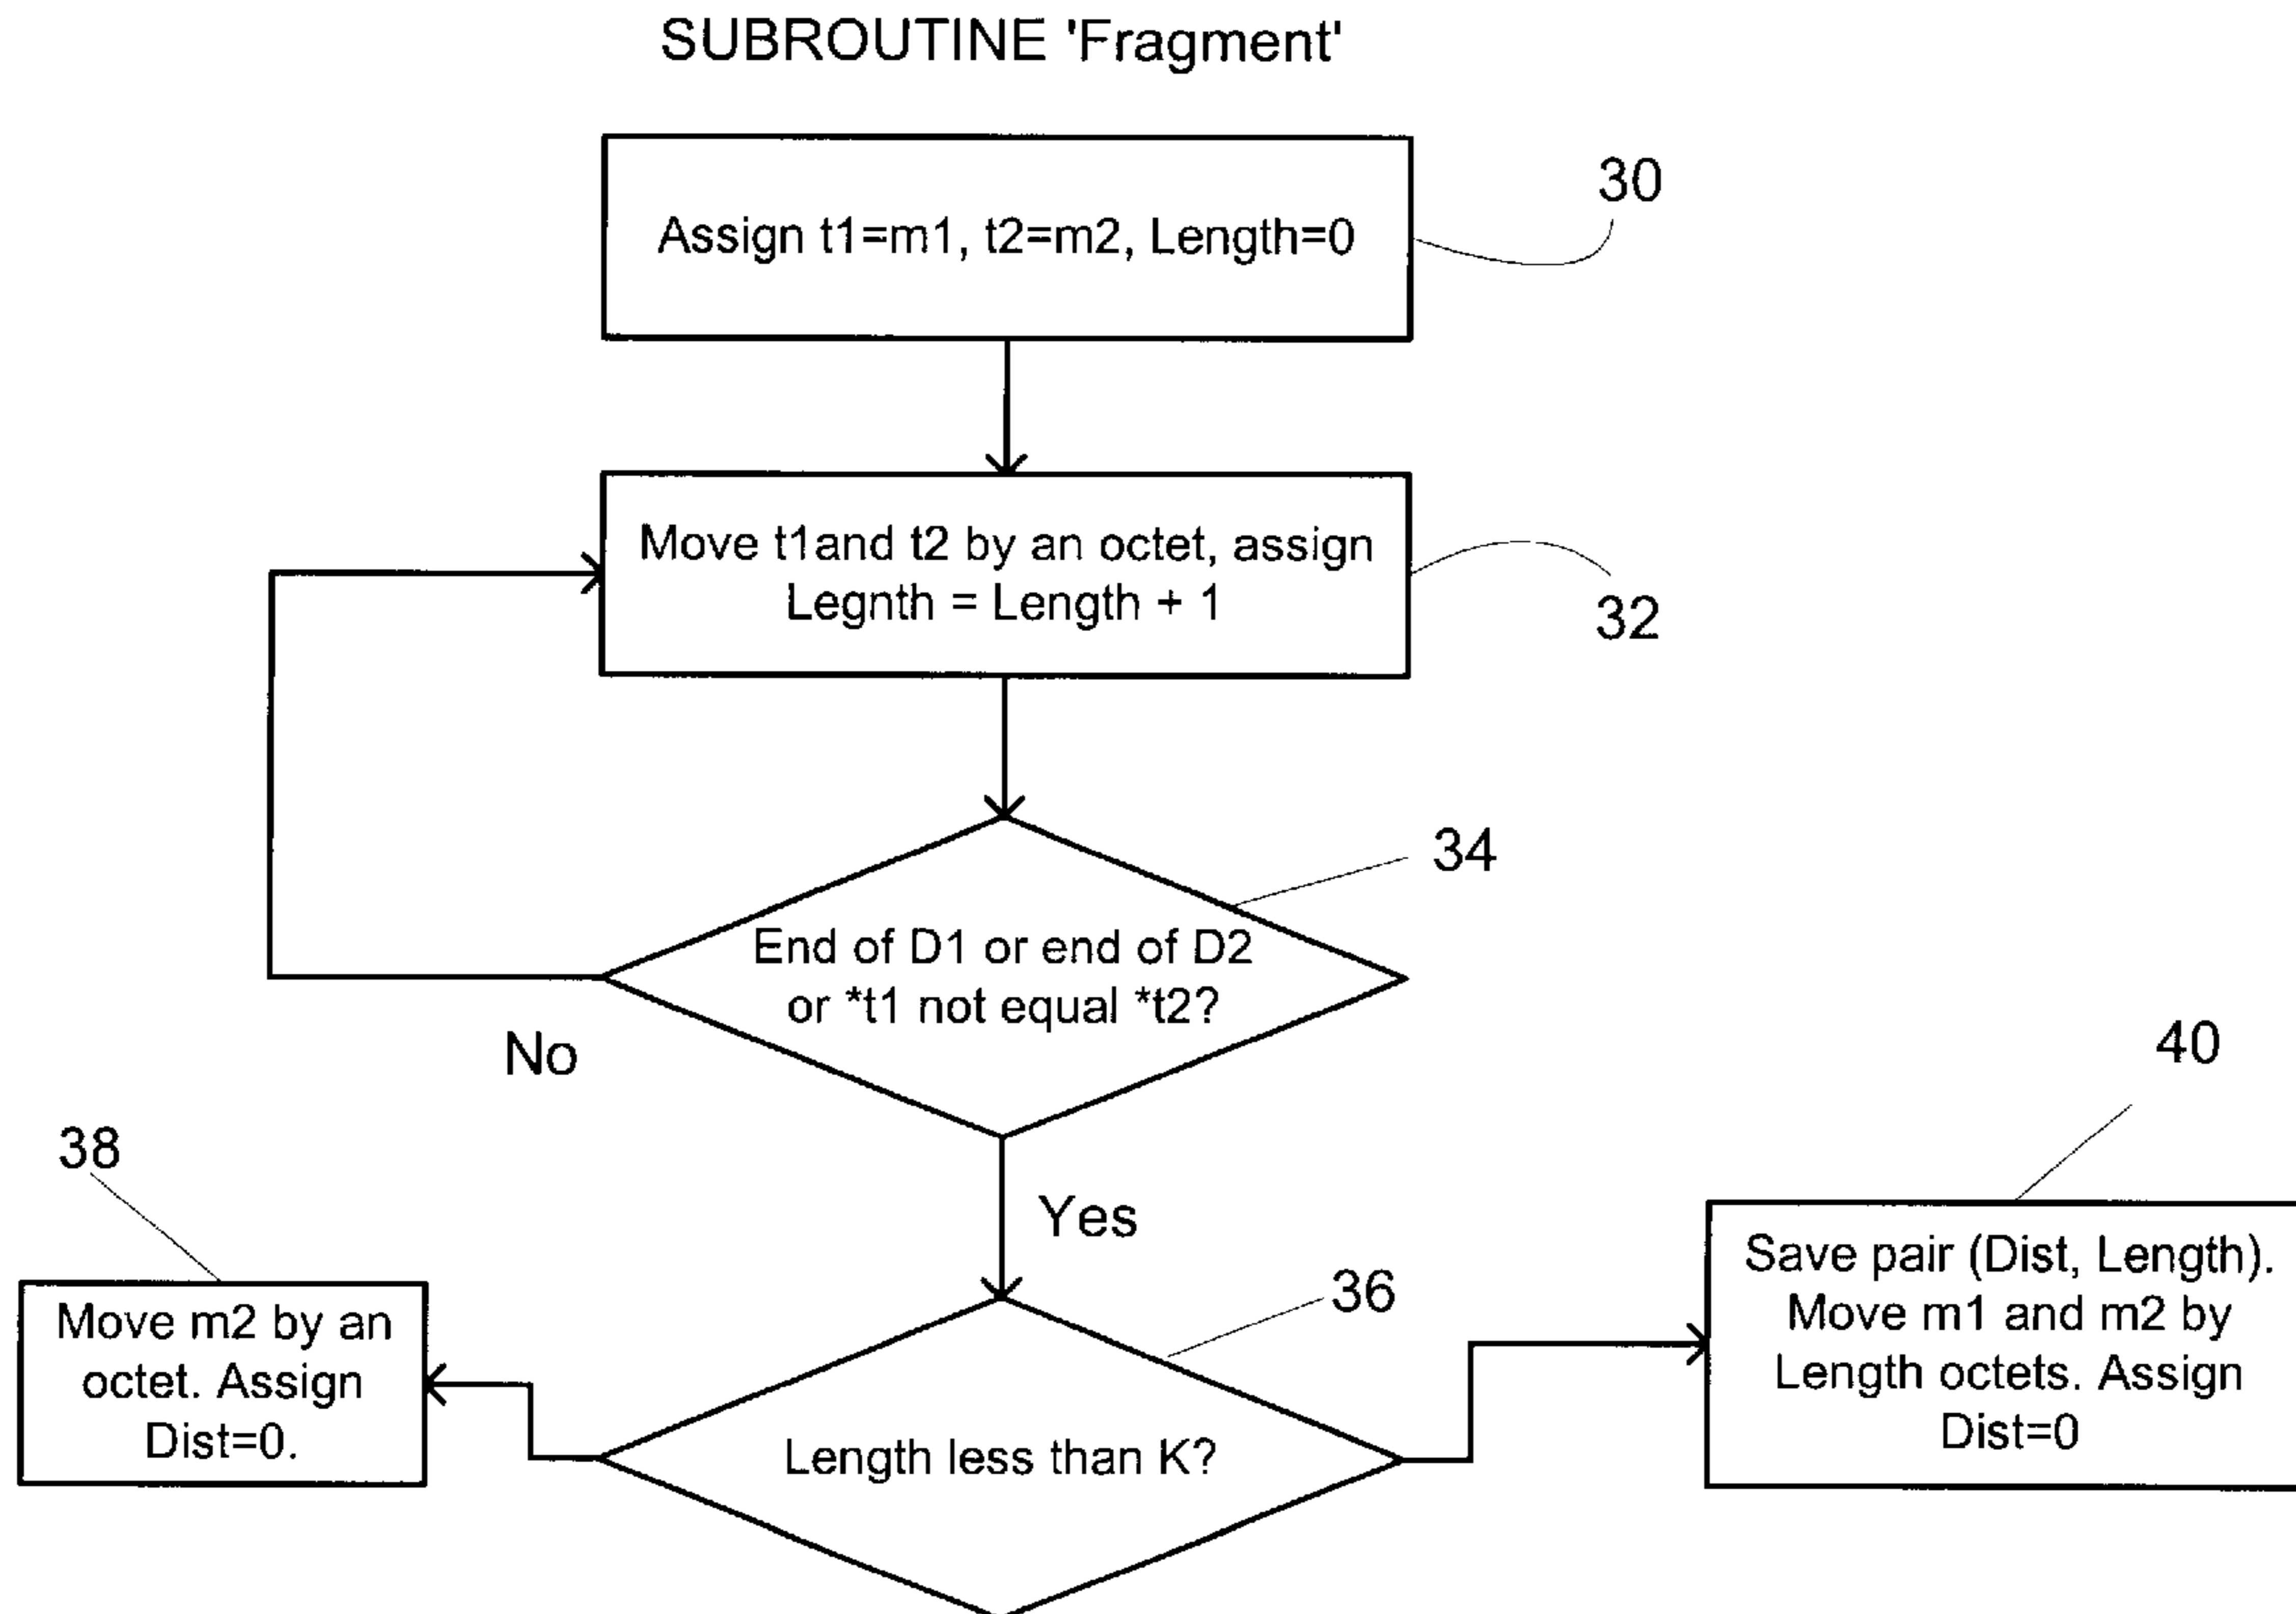 SUBROUTINE 'Fragment'
30
Assign t1=m1, t2=m2, Length=0
Move t1and t2 by an octet, assign
Legnth = Length + 1
32
34
End of D1 or end of D2
or *t1 not equal *t2?
No
40
38
Yes
Save pair (Dist, Length).
Move m1 and m2 by
Length octets. Assign
Dist=0
36
Move m2 by an
octet. Assign
Dist=0.
Length less than K?